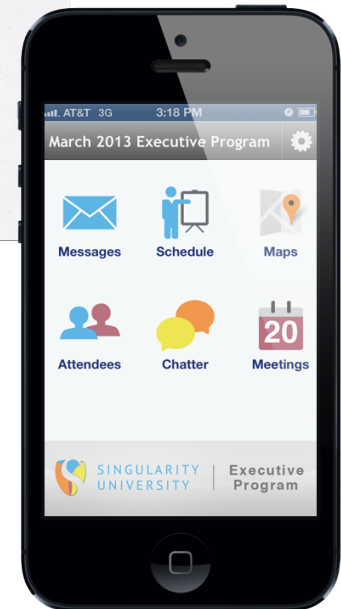 AT&T 3G 3:18 PM
March 2013 Executive Program
Messages Schedule Maps
20
Attendees Chatter Meetings
SINGULARITY UNIVERSITY | Executive Program